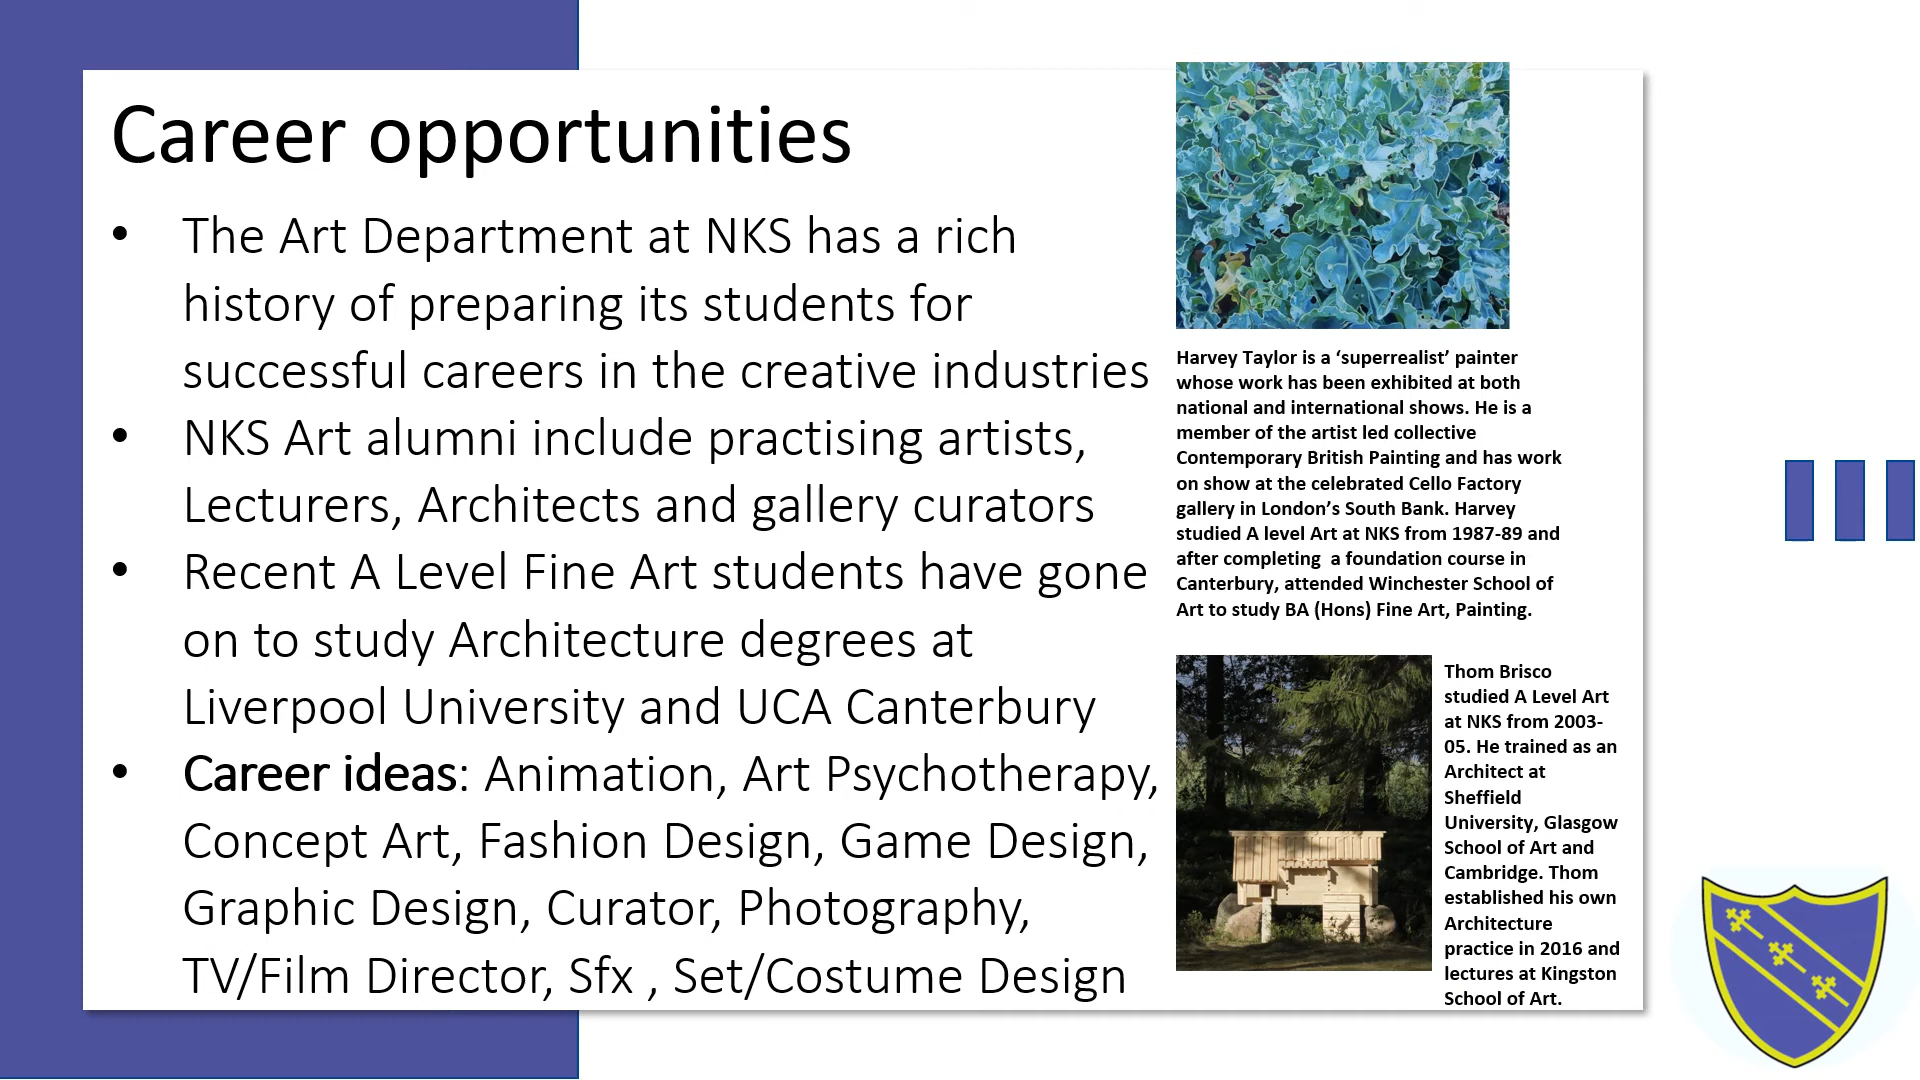 Career opportunities
• The Art Department at NKS has a rich
history of preparing its students for
successful careers in the creative industries
• NKS Art alumni include practising artists,
Lecturers, Architects and gallery curators
• Recent A Level Fine Art students have gone
on to study Architecture degrees at
Liverpool University and UCA Canterbury
• Career ideas: Animation, Art Psychotherapy,
Concept Art, Fashion Design, Game Design,
Graphic Design, Curator, Photography,
TV/Film Director, Sfx , Set/Costume Design
Harvey Taylor is a ‘superrealist’ painter
whose work has been exhibited at both
national and international shows. He is a
member of the artist led collective
Contemporary British Painting and has work
on show at the celebrated Cello Factory
gallery in London’s South Bank. Harvey
studied A level Art at NKS from 1987-89 and
after completing  a foundation course in
Canterbury, attended Winchester School of
Art to study BA (Hons) Fine Art, Painting.
Thom Brisco
studied A Level Art
at NKS from 2003-
05. He trained as an
Architect at
Sheffield
University, Glasgow
School of Art and
Cambridge. Thom
established his own
Architecture
practice in 2016 and
lectures at Kingston
School of Art.